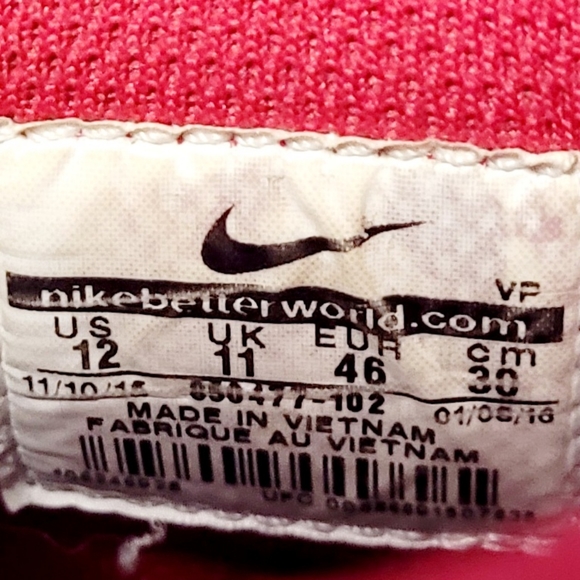 VP
nikebetterworld.com
US UK EUR cm
12 11 46 30
11/10/15 850477-102 01/08/16
MADE IN VIETNAM
FABRIQUE AU VIETNAM
UPC